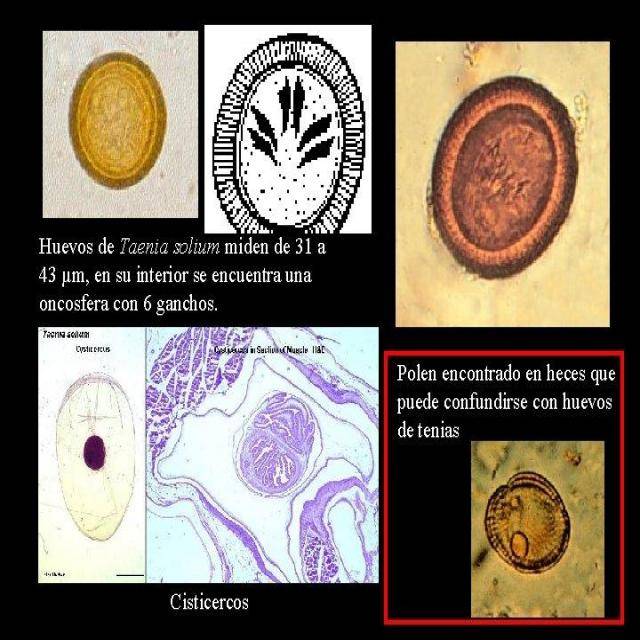 Huevos de Taenia solium miden de 31 a
43 µm, en su interior se encuentra una
oncosfera con 6 ganchos.
Taenia solium
Cysticercus
Cysticercus in Section of Muscle H&E
Polen encontrado en heces que
puede confundirse con huevos
de tenias
Cisticercos